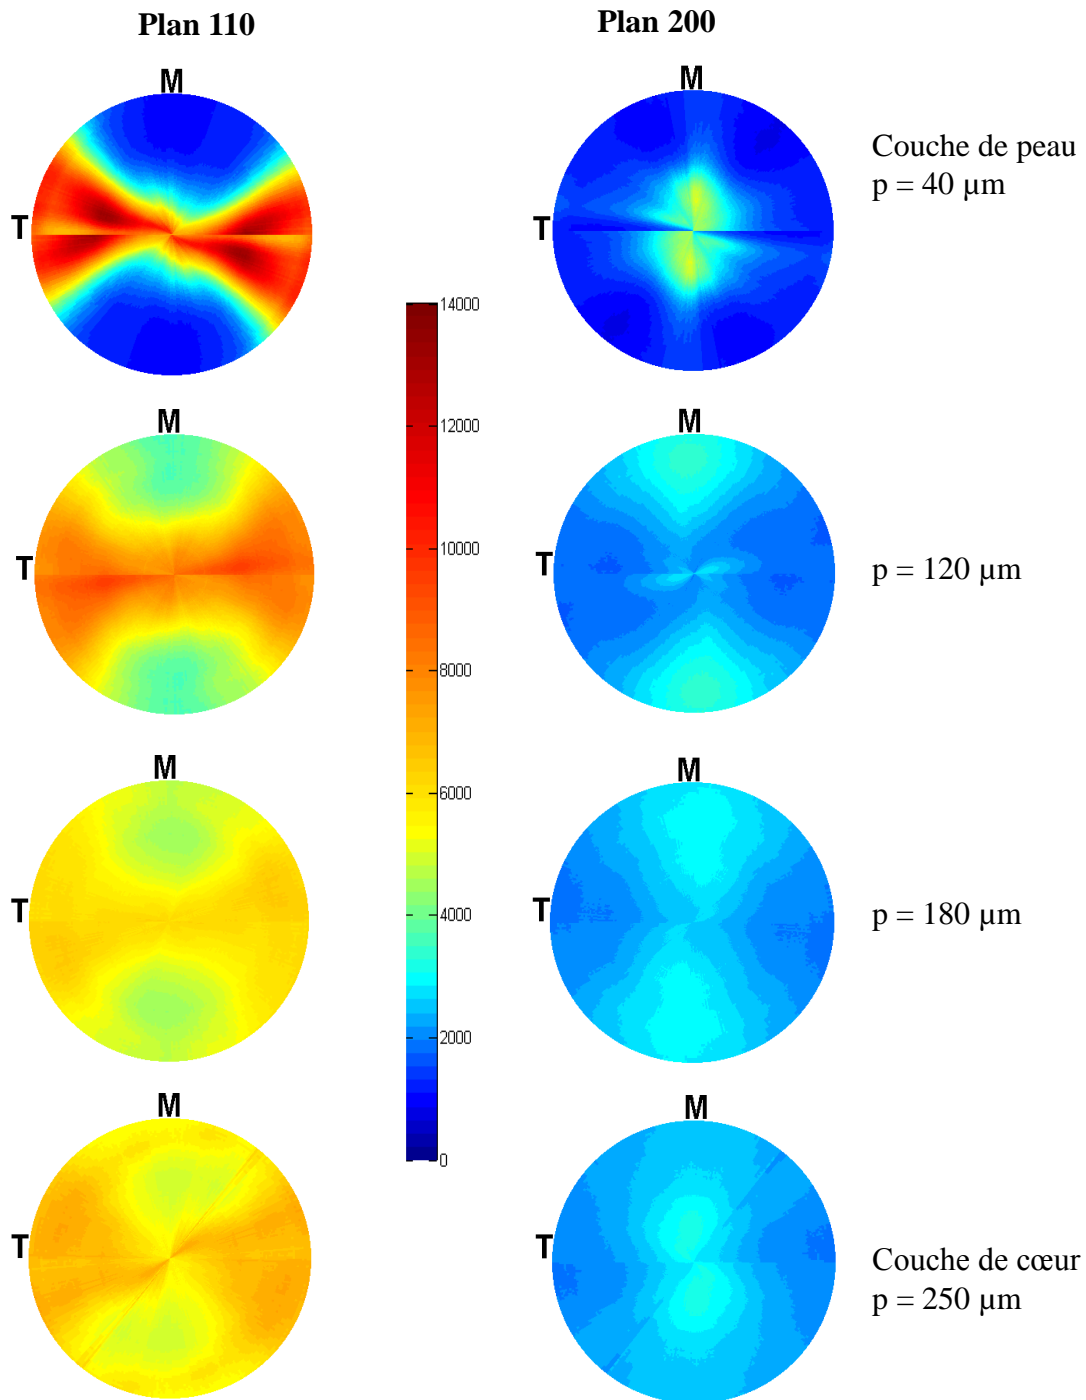 Plan 110
Plan 200
M
M
Couche de peau
p = 40 µm
T
T
14000
12000
10000
8000
6000
4000
2000
0
M
M
T
T
p = 120 µm
M
M
T
T
p = 180 µm
M
M
T
T
Couche de cœur
p = 250 µm